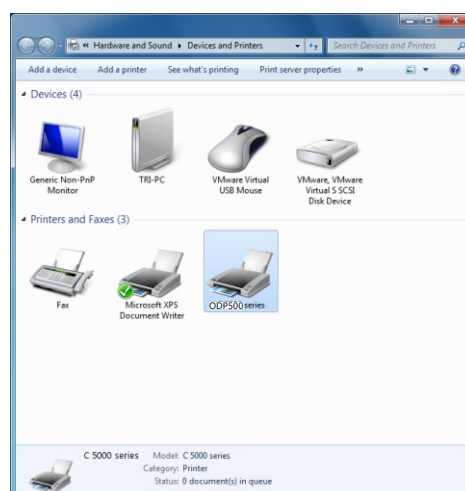 « Hardware and Sound ▸ Devices and Printers
Search Devices and Printers
Add a device Add a printer See what's printing Print server properties »
Devices (4)
Generic Non-PnP
Monitor
TRI-PC
VMware Virtual
USB Mouse
VMware, VMware
Virtual S SCSI
Disk Device
Printers and Faxes (3)
Fax
Microsoft XPS
Document Writer
ODP500 series
C 5000 series Model: C 5000 series
Category: Printer
Status: 0 document(s) in queue